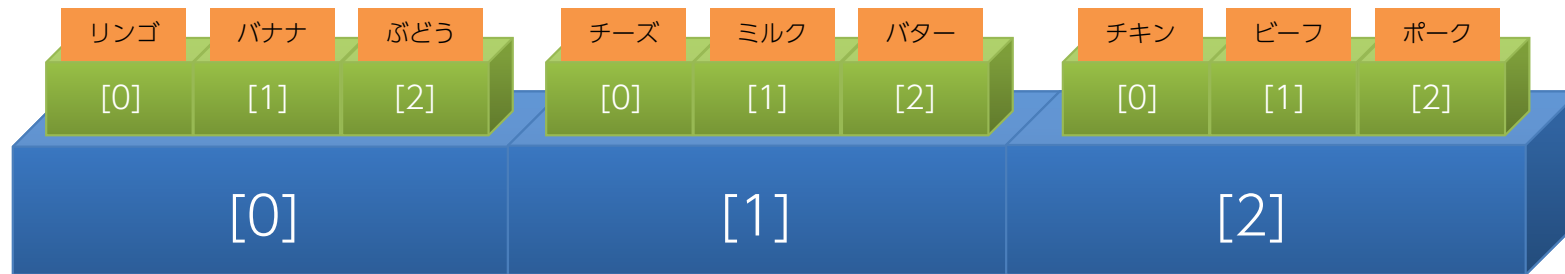 リンゴ バナナ ぶどう チーズ ミルク バター チキン ビーフ ポーク
[0] [1] [2] [0] [1] [2] [0] [1] [2]
[0] [1] [2]